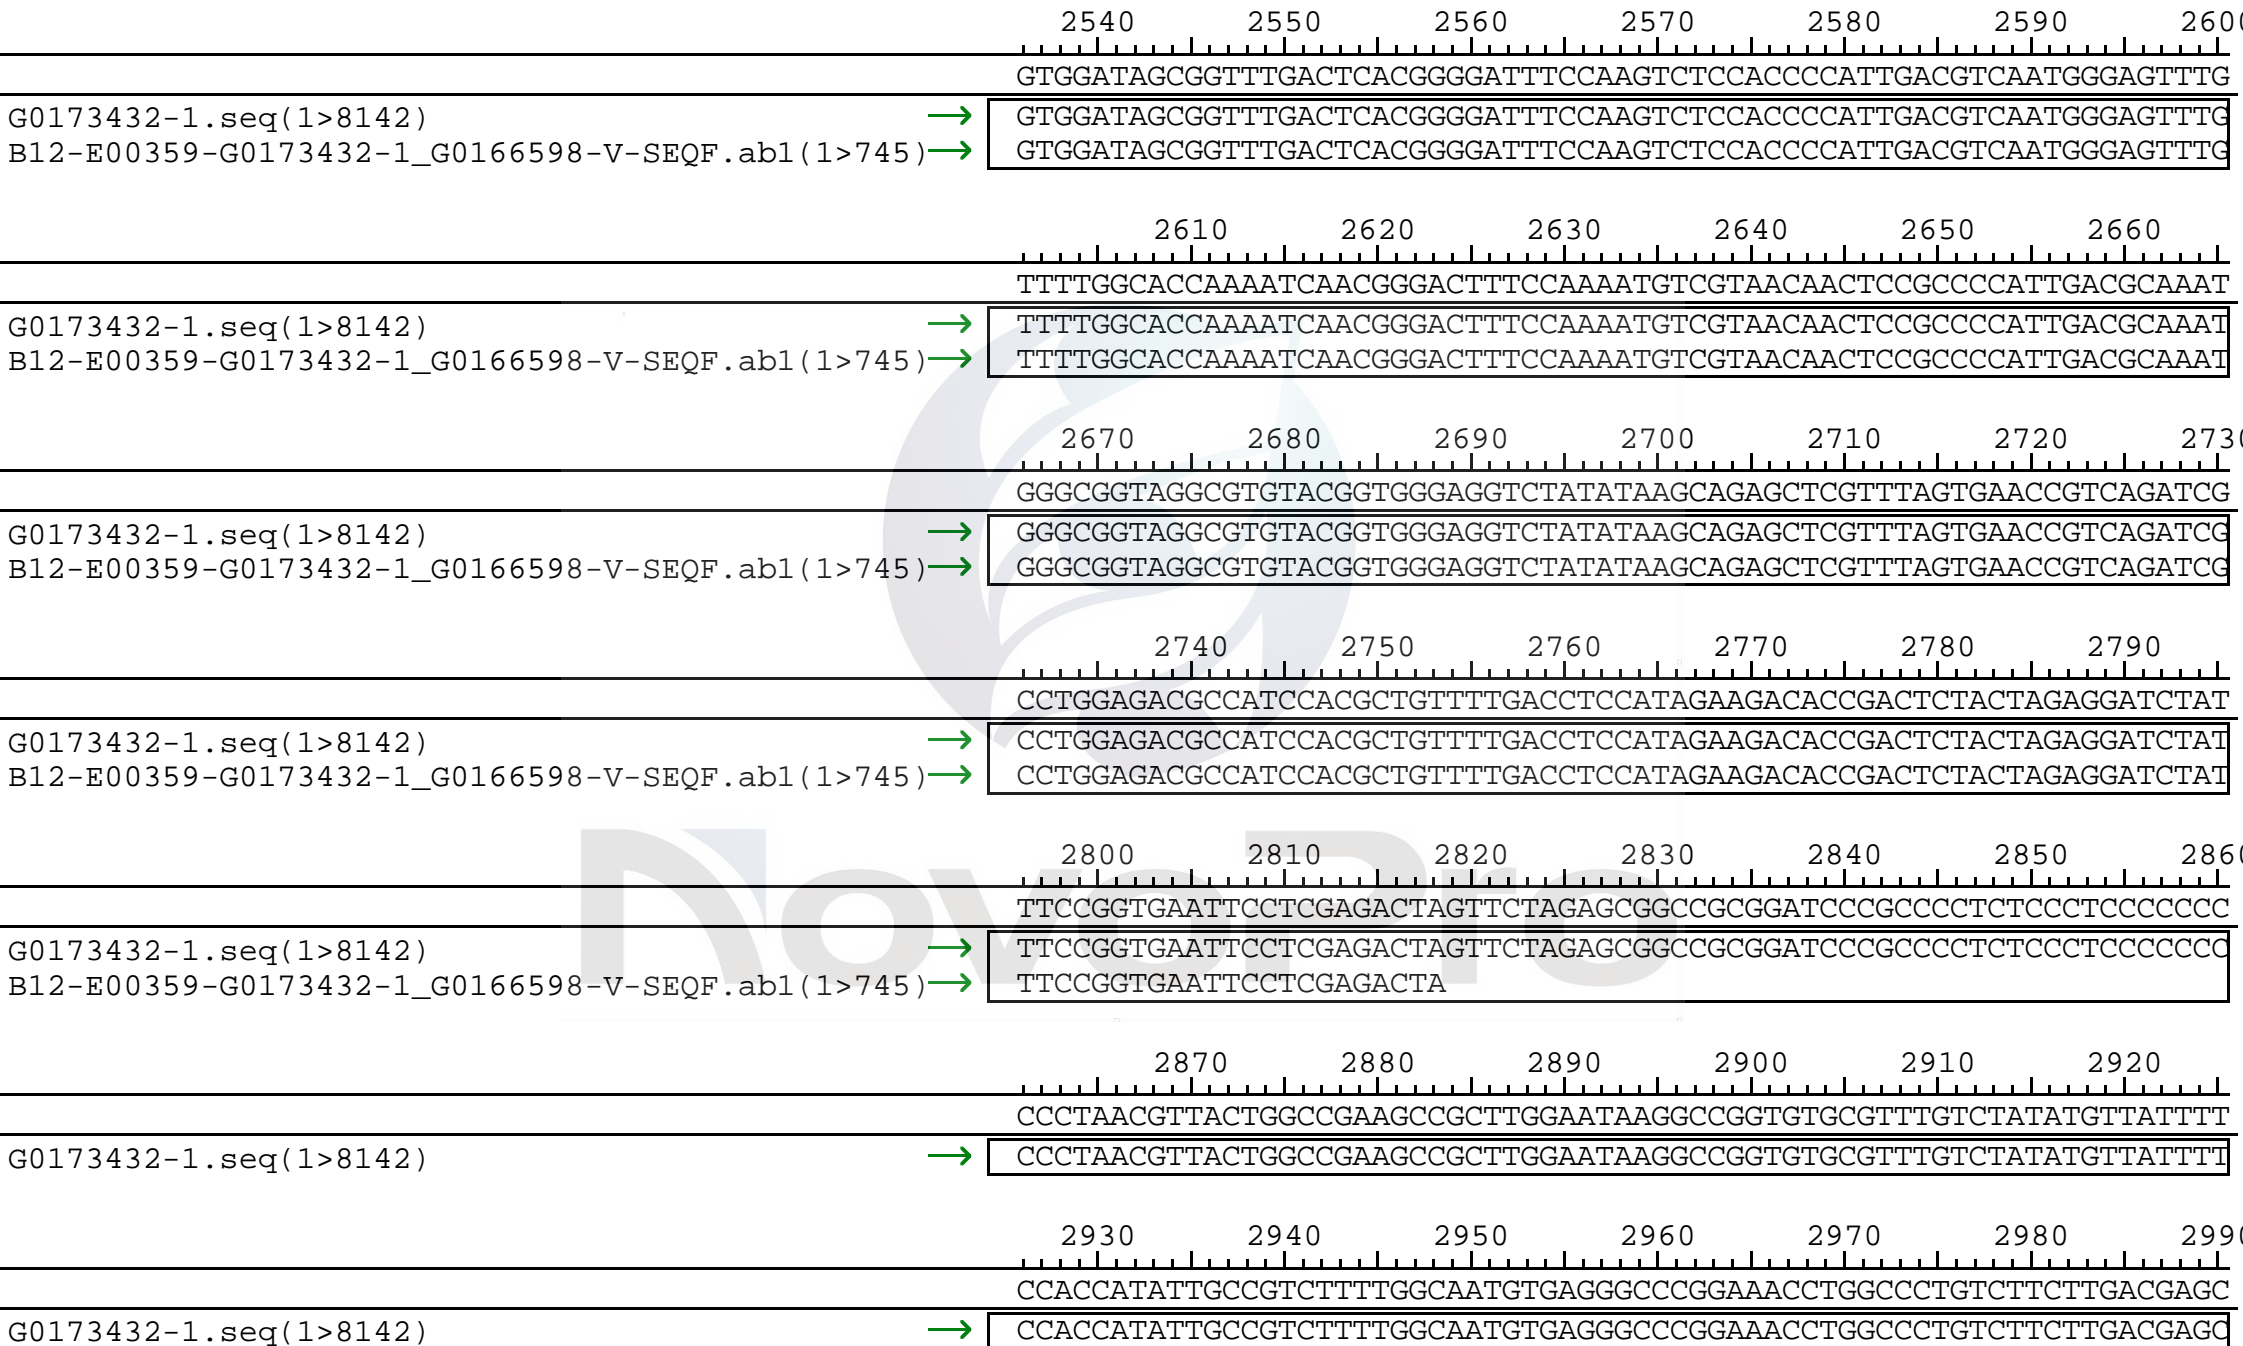 2540 2550 2560 2570 2580 2590 2600
GTGGATAGCGGTTTGACTCACGGGGATTTCCAAGTCTCCACCCCATTGACGTCAATGGGAGTTTG
G0173432-1.seq(1>8142) → GTGGATAGCGGTTTGACTCACGGGGATTTCCAAGTCTCCACCCCATTGACGTCAATGGGAGTTTG
B12-E00359-G0173432-1_G0166598-V-SEQF.ab1(1>745) → GTGGATAGCGGTTTGACTCACGGGGATTTCCAAGTCTCCACCCCATTGACGTCAATGGGAGTTTG
2610 2620 2630 2640 2650 2660
TTTTGGCACCAAAATCAACGGGACTTTCCAAAATGTCGTAACAACTCCGCCCCATTGACGCAAAT
G0173432-1.seq(1>8142) → TTTTGGCACCAAAATCAACGGGACTTTCCAAAATGTCGTAACAACTCCGCCCCATTGACGCAAAT
B12-E00359-G0173432-1_G0166598-V-SEQF.ab1(1>745) → TTTTGGCACCAAAATCAACGGGACTTTCCAAAATGTCGTAACAACTCCGCCCCATTGACGCAAAT
2670 2680 2690 2700 2710 2720 2730
GGGCGGTAGGCGTGTACGGTGGGAGGTCTATATAAGCAGAGCTCGTTTAGTGAACCGTCAGATCG
G0173432-1.seq(1>8142) → GGGCGGTAGGCGTGTACGGTGGGAGGTCTATATAAGCAGAGCTCGTTTAGTGAACCGTCAGATCG
B12-E00359-G0173432-1_G0166598-V-SEQF.ab1(1>745) → GGGCGGTAGGCGTGTACGGTGGGAGGTCTATATAAGCAGAGCTCGTTTAGTGAACCGTCAGATCG
2740 2750 2760 2770 2780 2790
CCTGGAGACGCCATCCACGCTGTTTTGACCTCCATAGAAGACACCGACTCTACTAGAGGATCTAT
G0173432-1.seq(1>8142) → CCTGGAGACGCCATCCACGCTGTTTTGACCTCCATAGAAGACACCGACTCTACTAGAGGATCTAT
B12-E00359-G0173432-1_G0166598-V-SEQF.ab1(1>745) → CCTGGAGACGCCATCCACGCTGTTTTGACCTCCATAGAAGACACCGACTCTACTAGAGGATCTAT
NovoPro
2800 2810 2820 2830 2840 2850 2860
TTCCGGTGAATTCCTCGAGACTAGTTCTAGAGCGGCCGCGGATCCCGCCCCTCTCCCTCCCCCCC
G0173432-1.seq(1>8142) → TTCCGGTGAATTCCTCGAGACTAGTTCTAGAGCGGCCGCGGATCCCGCCCCTCTCCCTCCCCCCC
B12-E00359-G0173432-1_G0166598-V-SEQF.ab1(1>745) → TTCCGGTGAATTCCTCGAGACTA
2870 2880 2890 2900 2910 2920
CCCTAACGTTACTGGCCGAAGCCGCTTGGAATAAGGCCGGTGTGCGTTTGTCTATATGTTATTTT
G0173432-1.seq(1>8142) → CCCTAACGTTACTGGCCGAAGCCGCTTGGAATAAGGCCGGTGTGCGTTTGTCTATATGTTATTTT
2930 2940 2950 2960 2970 2980 2990
CCACCATATTGCCGTCTTTTGGCAATGTGAGGGCCCGGAAACCTGGCCCTGTCTTCTTGACGAGC
G0173432-1.seq(1>8142) → CCACCATATTGCCGTCTTTTGGCAATGTGAGGGCCCGGAAACCTGGCCCTGTCTTCTTGACGAGC